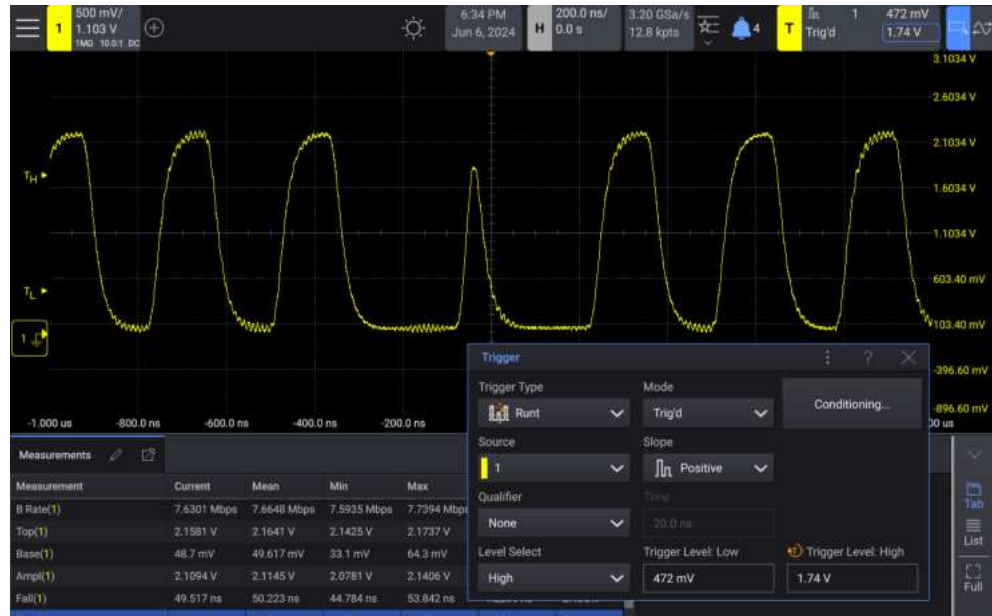 1
500 mV/
1.103 V
1MΩ 10.0:1 DC
6:34 PM
Jun 6, 2024
H
200.0 ns/
0.0 s
3.20 GSa/s
12.8 kpts
4
T
1 472 mV
Trig'd 1.74 V
3.1034 V
2.6034 V
2.1034 V
TH
1.6034 V
1.1034 V
TL
603.40 mV
103.40 mV
1
-396.60 mV
-896.60 mV
-1.000 us -800.0 ns -600.0 ns -400.0 ns -200.0 ns
Trigger ?
Trigger Type Mode
Runt Trig'd Conditioning...
Source Slope
1 Positive
Qualifier Time
None 20.0 ns
Level Select Trigger Level: Low Trigger Level: High
High 472 mV 1.74 V
Measurements
Measurement Current Mean Min Max
B Rate(1) 7.6301 Mbps 7.6648 Mbps 7.5935 Mbps 7.7394 Mbps
Top(1) 2.1581 V 2.1641 V 2.1425 V 2.1737 V
Base(1) 48.7 mV 49.617 mV 33.1 mV 64.3 mV
Ampl(1) 2.1094 V 2.1145 V 2.0781 V 2.1406 V
Fall(1) 49.517 ns 50.223 ns 44.784 ns 53.842 ns
Tab
List
Full